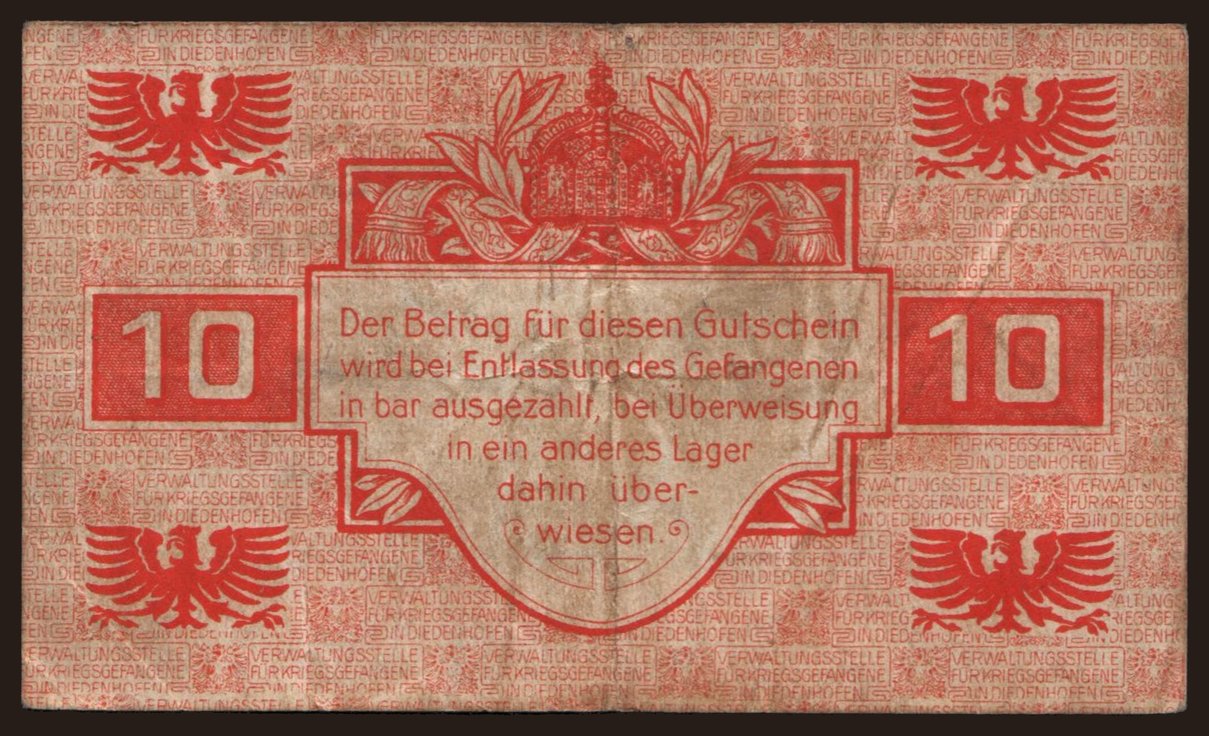 VERWALTUNGSSTELLE
FÜR KRIEGSGEFANGENE
IN DIEDENHOFEN
10
Der Betrag für diesen Gutschein
wird bei Entlassung des Gefangenen
in bar ausgezahlt, bei Überweisung
in ein anderes Lager
dahin über-
wiesen.
10